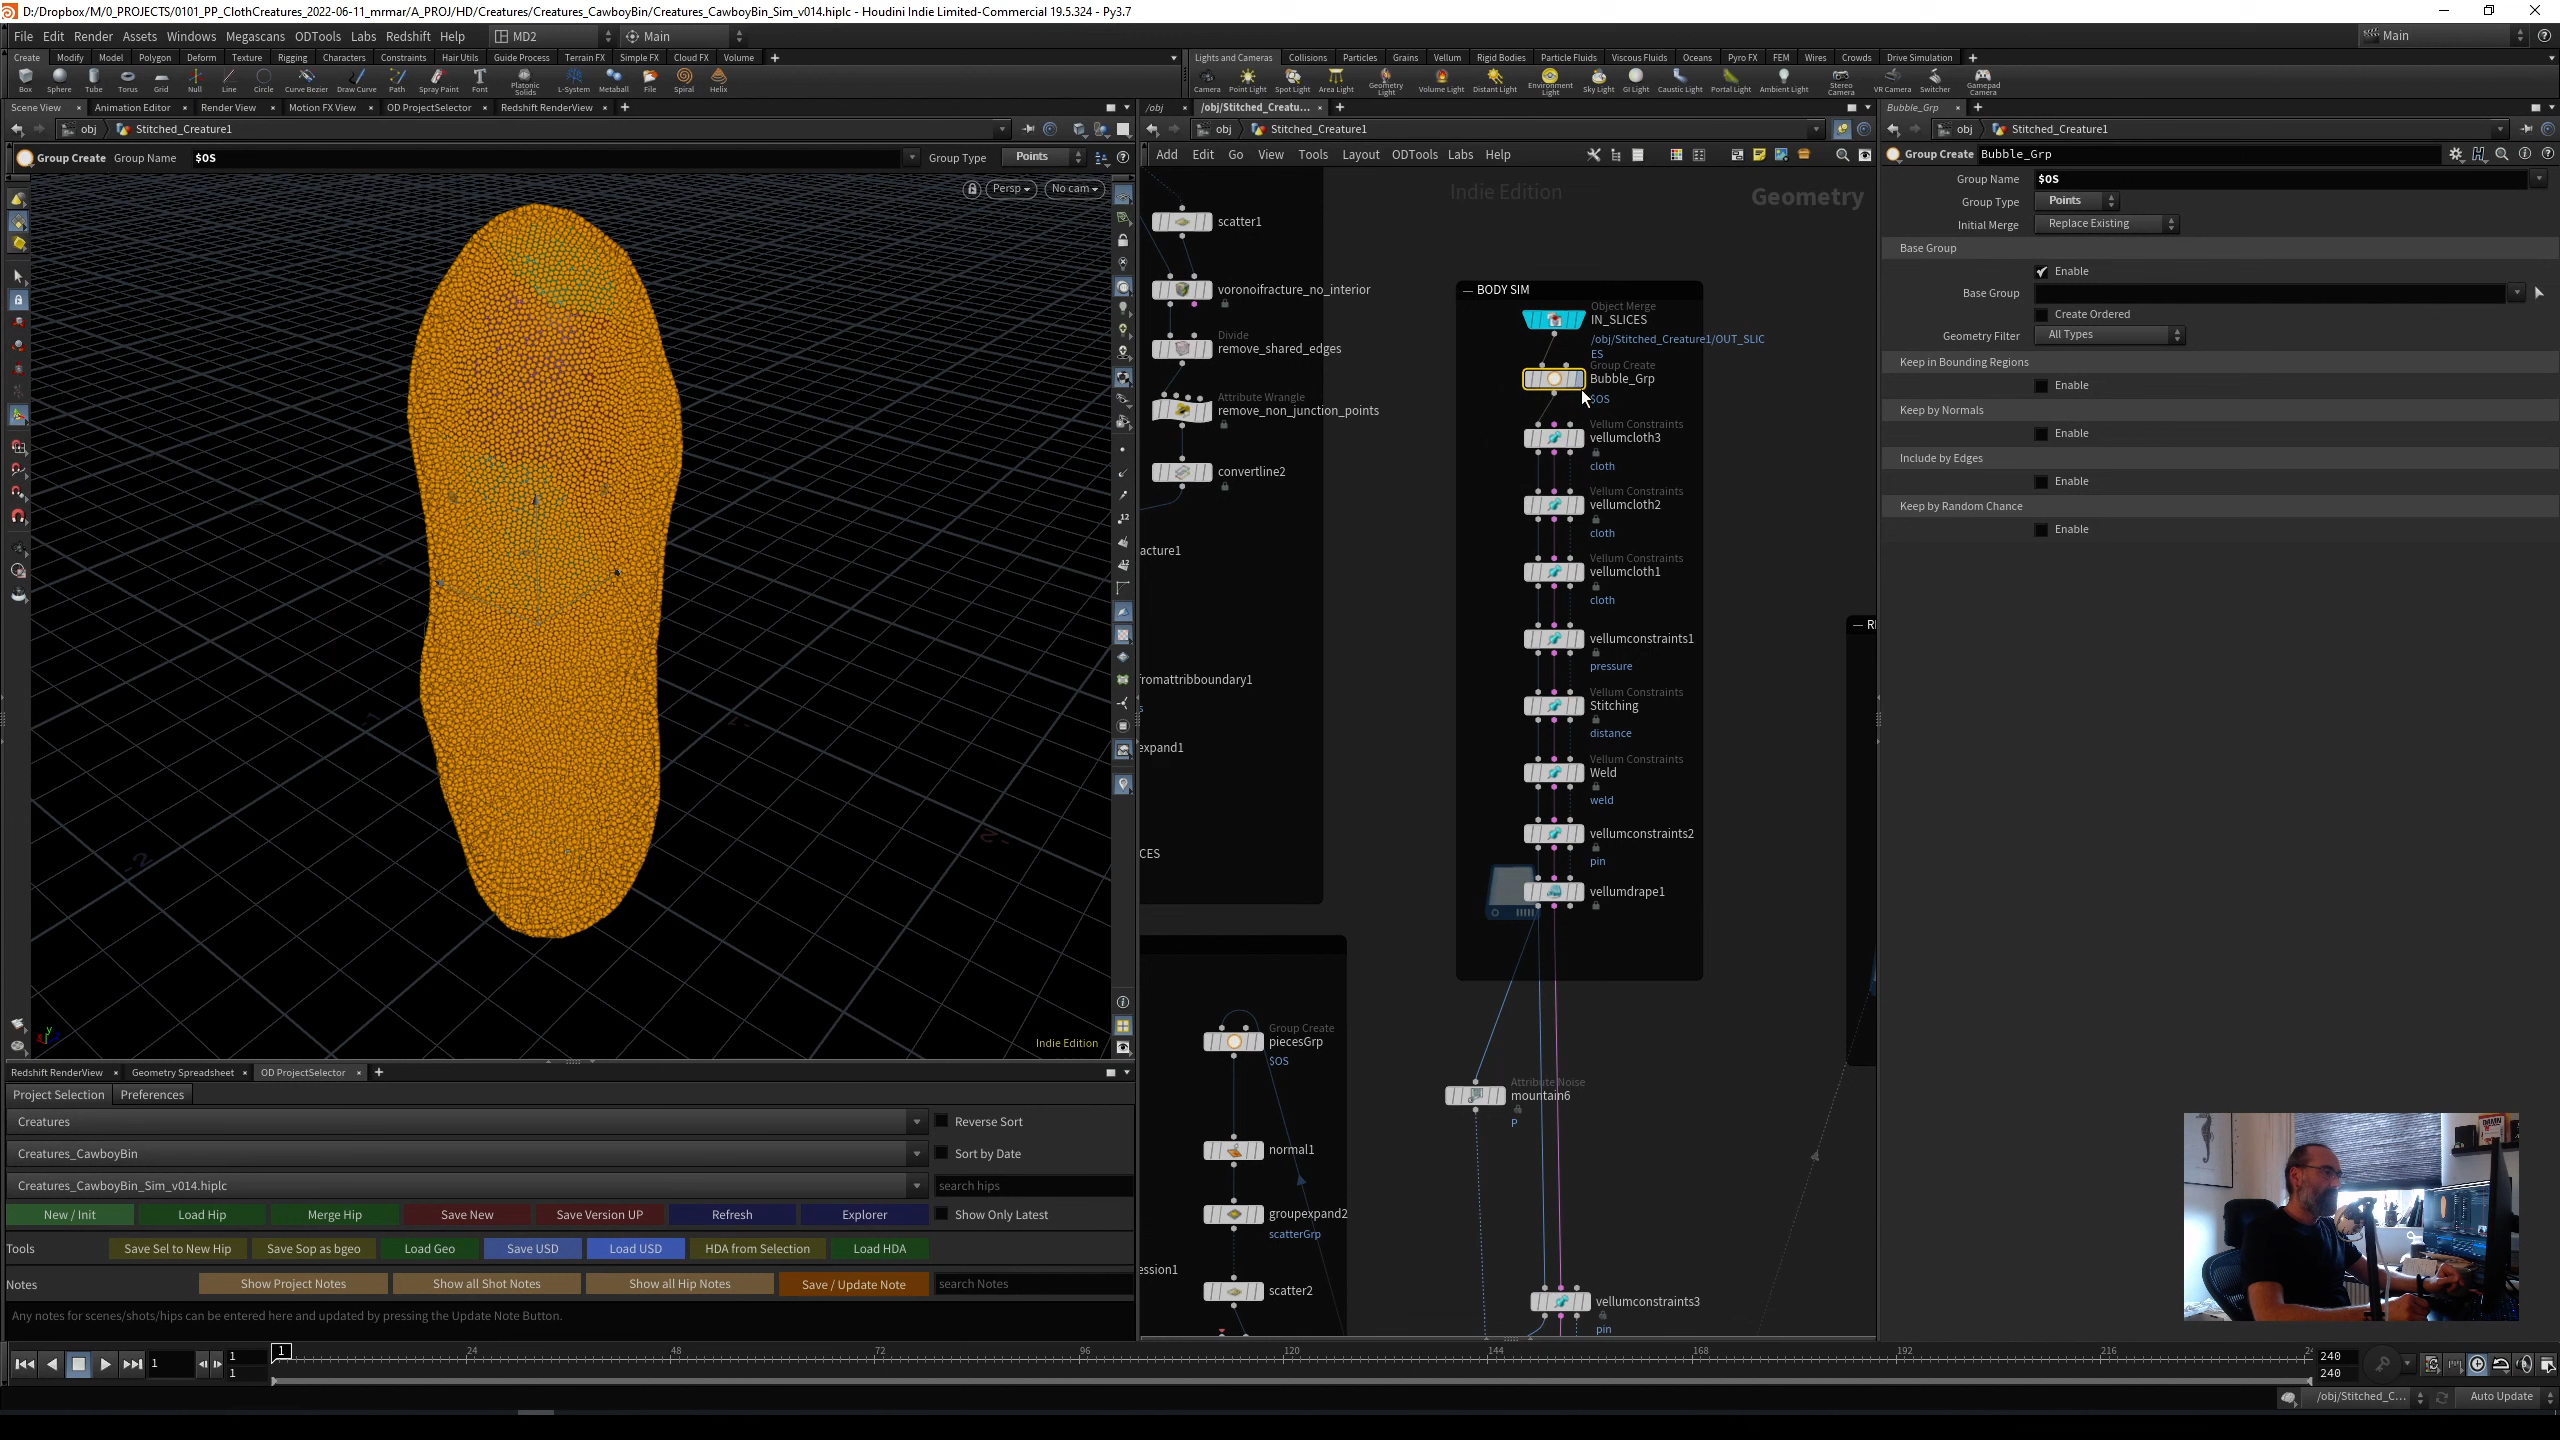 D:/Dropbox/M/0_PROJECTS/0101_PP_ClothCreatures_2022-06-11_mrmar/A_PROJ/HD/Creatures/Creatures_CawboyBin/Creatures_CawboyBin_Sim_v014.hiplc - Houdini Indie Limited-Commercial 19.5.324 - Py3.7
File Edit Render Assets Windows Megascans ODTools Labs Redshift Help MD2 Main Main
Create Modify Model Polygon Deform Texture Rigging Characters Constraints Hair Utils Guide Process Terrain FX Simple FX Cloud FX Volume
Lights and Cameras Collisions Particles Grains Vellum Rigid Bodies Particle Fluids Viscous Fluids Oceans Pyro FX FEM Wires Crowds Drive Simulation
Box Sphere Tube Torus Grid Null Line Circle Curve Bezier Draw Curve Path Spray Paint Font Platonic Solids L-System Metaball File Spiral Helix
Camera Point Light Spot Light Area Light Geometry Light Volume Light Distant Light Environment Light Sky Light GI Light Caustic Light Portal Light Ambient Light Stereo Camera VR Camera Switcher Gamepad Camera
Scene View Animation Editor Render View Motion FX View OD ProjectSelector Redshift RenderView
obj Stitched_Creature1
Group Create Group Name $OS Group Type Points
Persp No cam
Indie Edition
/obj /obj/Stitched_Creatu...
obj Stitched_Creature1
Add Edit Go View Tools Layout ODTools Labs Help
Indie Edition
Geometry
scatter1
voronoifracture_no_interior
Divide
remove_shared_edges
Attribute Wrangle
remove_non_junction_points
convertline2
acture1
fromattribboundary1
expand1
CES
BODY SIM
Object Merge
IN_SLICES
/obj/Stitched_Creature1/OUT_SLIC
ES
Group Create
Bubble_Grp
$OS
Vellum Constraints
vellumcloth3
cloth
Vellum Constraints
vellumcloth2
cloth
Vellum Constraints
vellumcloth1
cloth
vellumconstraints1
pressure
Vellum Constraints
Stitching
distance
Vellum Constraints
Weld
weld
vellumconstraints2
pin
vellumdrape1
Group Create
piecesGrp
$OS
Attribute Noise
mountain6
P
normal1
groupexpand2
scatterGrp
ession1
scatter2
vellumconstraints3
pin
Bubble_Grp
obj Stitched_Creature1
Group Create Bubble_Grp
Group Name $OS
Group Type Points
Initial Merge Replace Existing
Base Group
Enable
Base Group
Create Ordered
Geometry Filter All Types
Keep in Bounding Regions
Enable
Keep by Normals
Enable
Include by Edges
Enable
Keep by Random Chance
Enable
Redshift RenderView Geometry Spreadsheet OD ProjectSelector
Project Selection Preferences
Creatures Reverse Sort
Creatures_CawboyBin Sort by Date
Creatures_CawboyBin_Sim_v014.hiplc search hips
New / Init Load Hip Merge Hip Save New Save Version UP Refresh Explorer Show Only Latest
Tools Save Sel to New Hip Save Sop as bgeo Load Geo Save USD Load USD HDA from Selection Load HDA
Notes Show Project Notes Show all Shot Notes Show all Hip Notes Save / Update Note search Notes
Any notes for scenes/shots/hips can be entered here and updated by pressing the Update Note Button.
1 1 1 1 24 48 72 96 120 144 168 192 216 240 240
/obj/Stitched_C... Auto Update